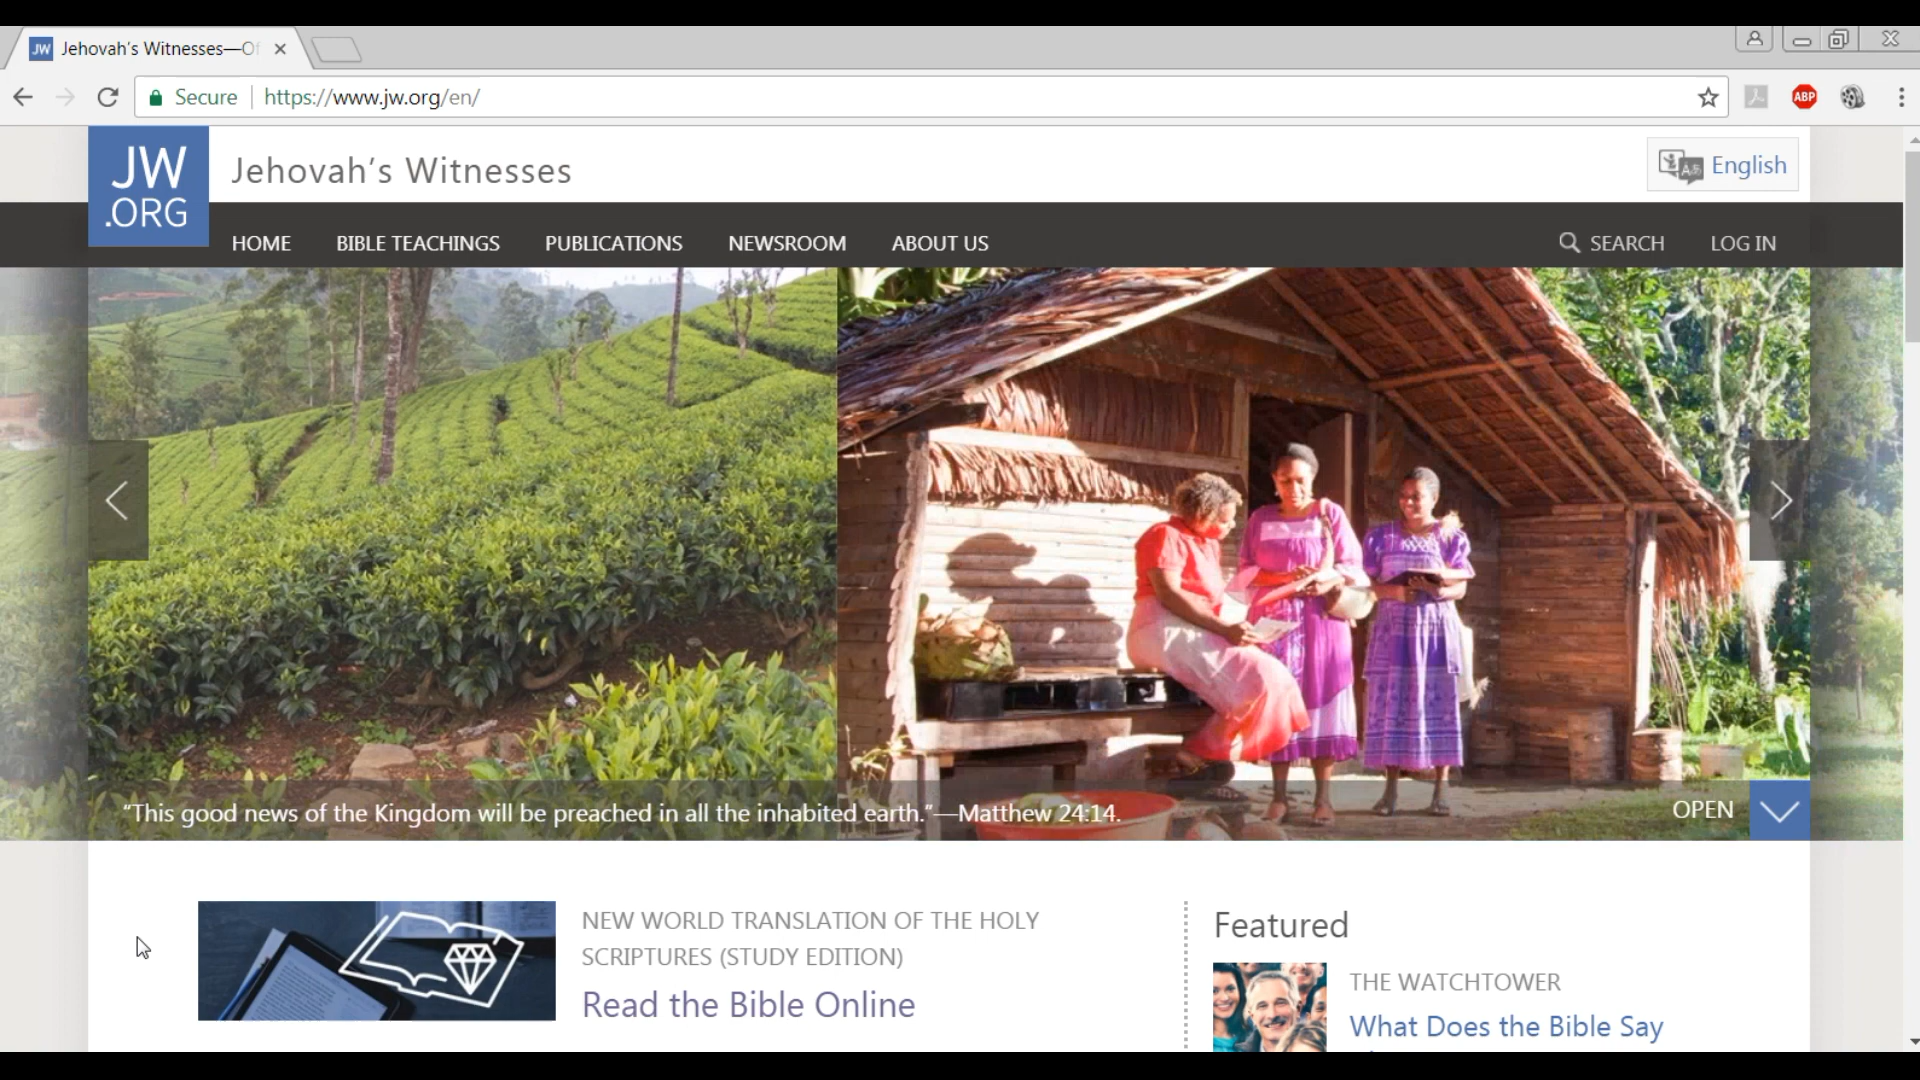 JW Jehovah's Witnesses—Of
Secure https://www.jw.org/en/
ABP
JW
.ORG
Jehovah's Witnesses
English
HOME BIBLE TEACHINGS PUBLICATIONS NEWSROOM ABOUT US SEARCH LOG IN
“This good news of the Kingdom will be preached in all the inhabited earth.”—Matthew 24:14.
OPEN
NEW WORLD TRANSLATION OF THE HOLY
SCRIPTURES (STUDY EDITION)
Read the Bible Online
Featured
THE WATCHTOWER
What Does the Bible Say